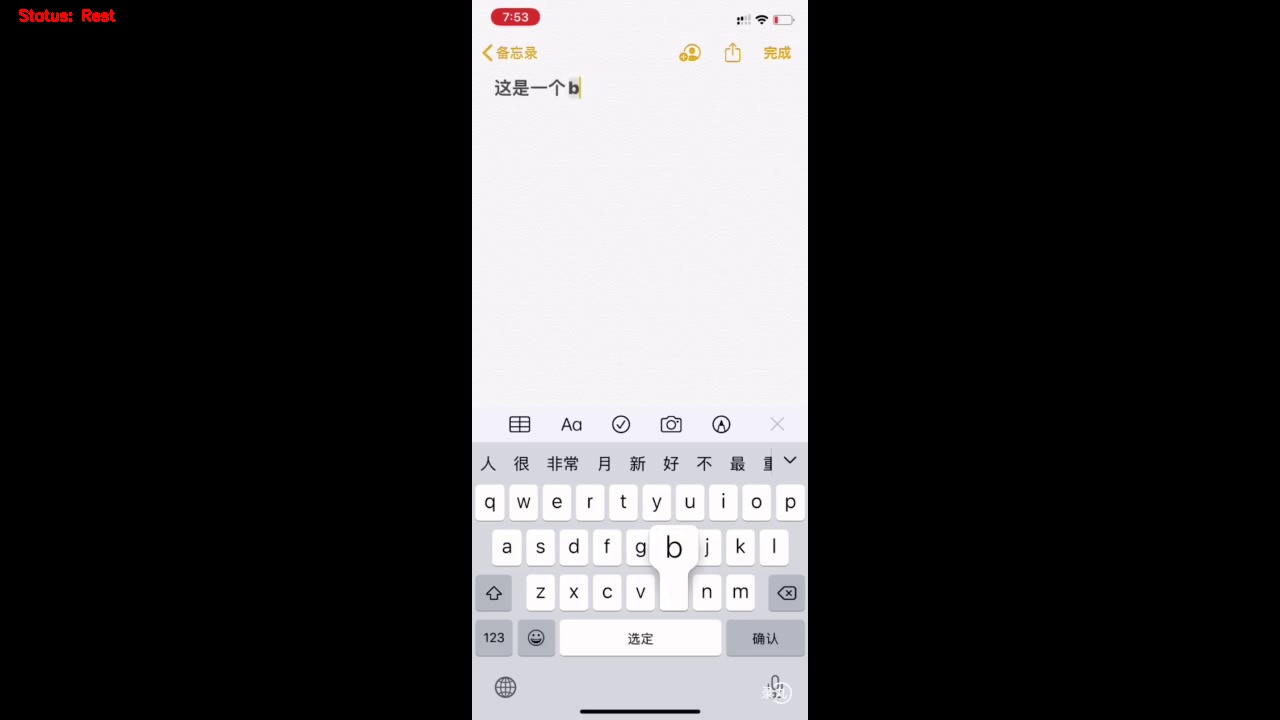 Status: Rest
7:53
备忘录
完成
这是一个b
Aa
人 很 非常 月 新 好 不 最
q w e r t y u i o p
a s d f g b j k l
z x c v n m
123 选定 确认